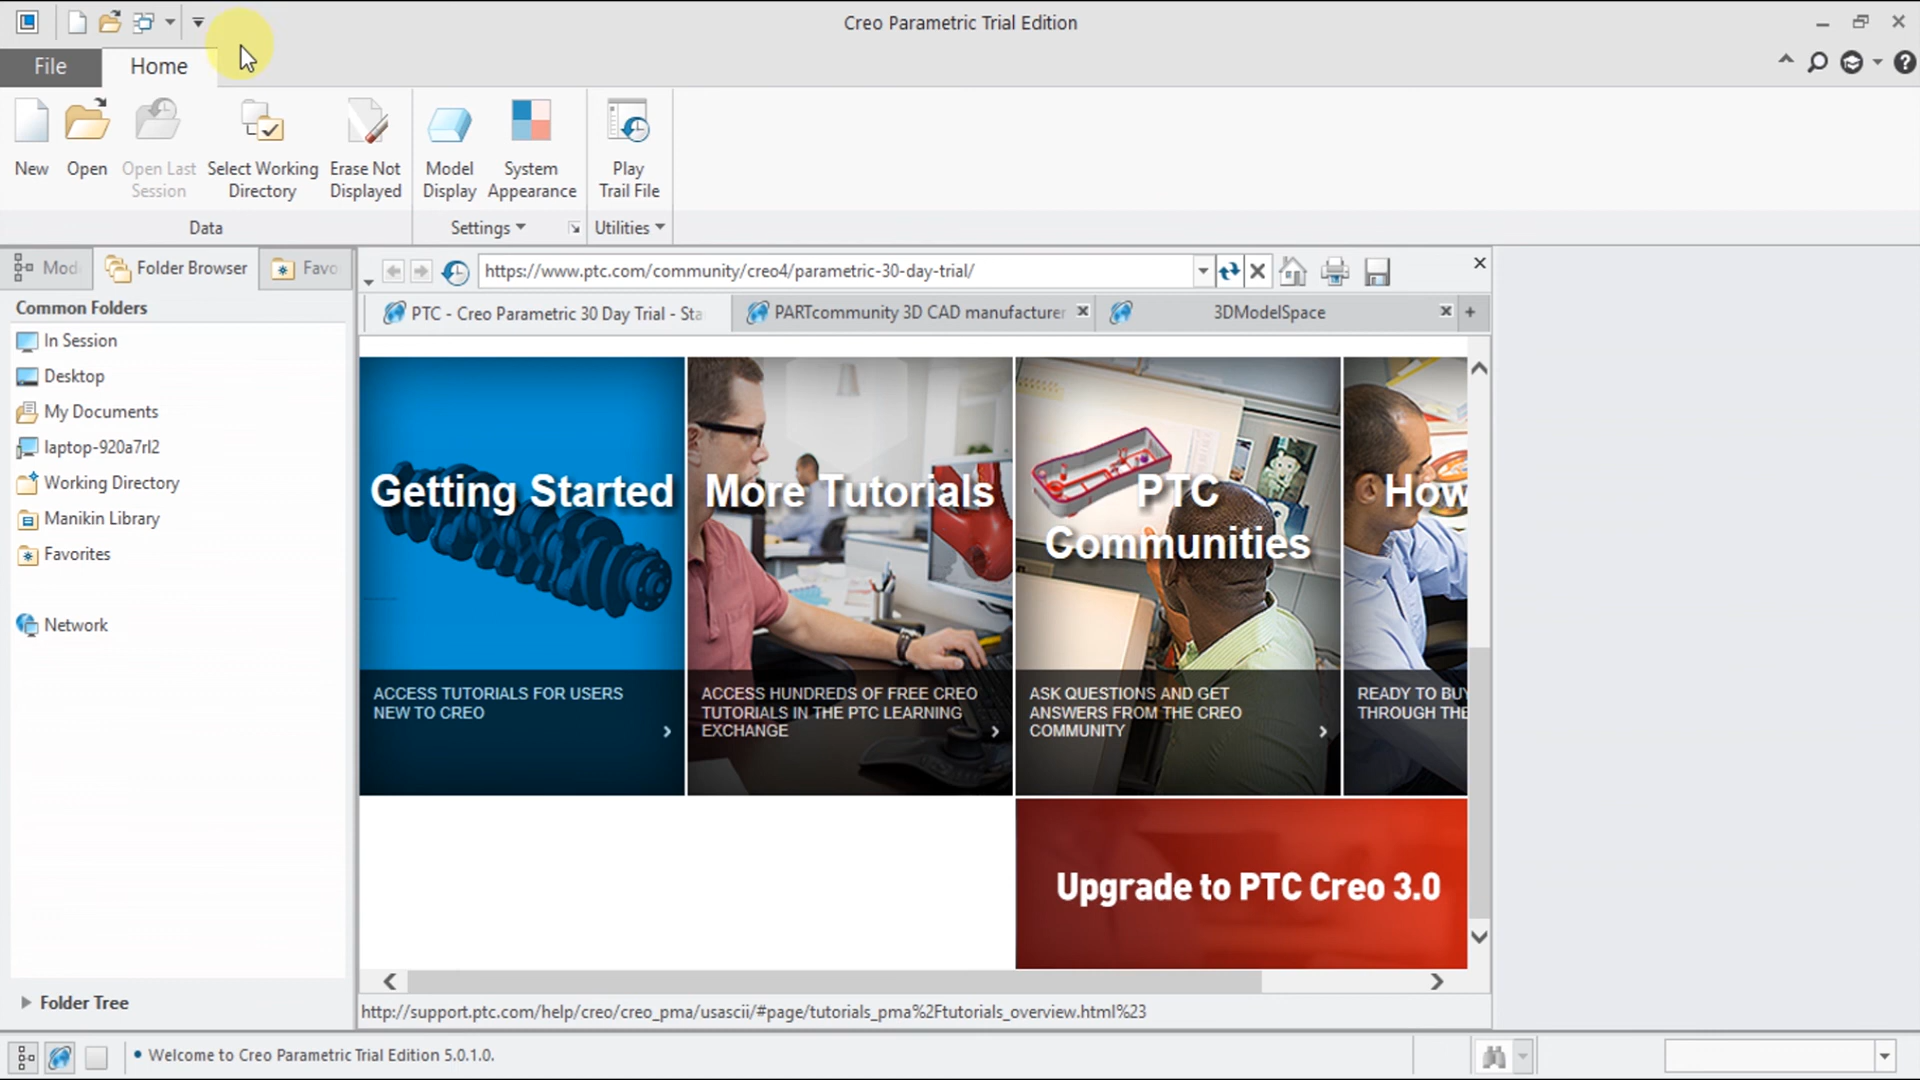 Creo Parametric Trial Edition
File
Home
New
Open
Open Last
Session
Select Working
Directory
Erase Not
Displayed
Model
Display
System
Appearance
Play
Trail File
Data
Settings
Utilities
Mod
Folder Browser
Favo
https://www.ptc.com/community/creo4/parametric-30-day-trial/
PTC - Creo Parametric 30 Day Trial - Sta
PARTcommunity 3D CAD manufacturer
3DModelSpace
Common Folders
In Session
Desktop
My Documents
laptop-920a7rl2
Working Directory
Manikin Library
Favorites
Network
Folder Tree
Getting Started
ACCESS TUTORIALS FOR USERS
NEW TO CREO
More Tutorials
ACCESS HUNDREDS OF FREE CREO
TUTORIALS IN THE PTC LEARNING
EXCHANGE
PTC
Communities
ASK QUESTIONS AND GET
ANSWERS FROM THE CREO
COMMUNITY
How
READY TO BUY
THROUGH THE
Upgrade to PTC Creo 3.0
http://support.ptc.com/help/creo/creo_pma/usascii/#page/tutorials_pma%2Ftutorials_overview.html%23
• Welcome to Creo Parametric Trial Edition 5.0.1.0.